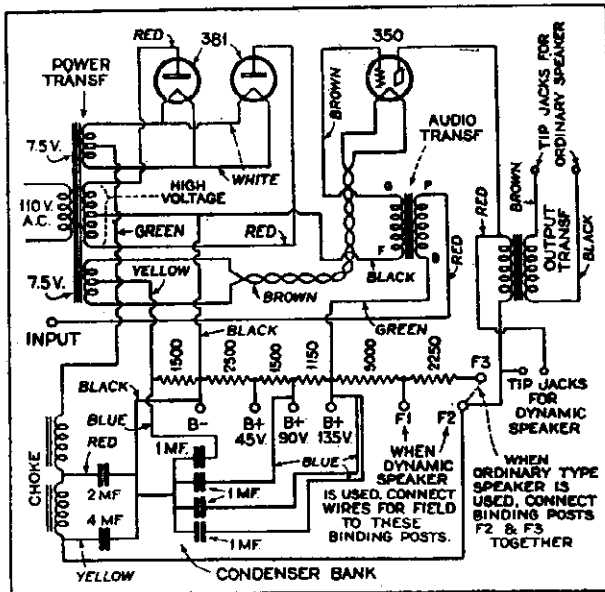 RED
381
350
POWER
TRANSF
BROWN
TIP JACKS FOR
ORDINARY SPEAKER
AUDIO
TRANSF
7.5 V.
WHITE
HIGH
VOLTAGE
110 V.
A.C.
G
P
RED
BROWN
OUTPUT
TRANSF
BLACK
GREEN
RED
F
B
RED
YELLOW
BLACK
7.5 V.
BROWN
GREEN
INPUT
BLACK
1500
2500
1500
1150
5000
2250
F3
BLACK
TIP JACKS
FOR
DYNAMIC
SPEAKER
BLUE
B-
B+
45V.
B+
90V.
B+
135V.
F1
F2
RED
1 MF.
BLUE
WHEN
DYNAMIC
SPEAKER
IS USED, CONNECT
WIRES FOR FIELD
TO THESE
BINDING POSTS.
WHEN
ORDINARY TYPE
SPEAKER IS
USED, CONNECT
BINDING POSTS
F2 & F3
TOGETHER
CHOKE
2 MF
1 MF.
4 MF.
1 MF.
YELLOW
CONDENSER BANK